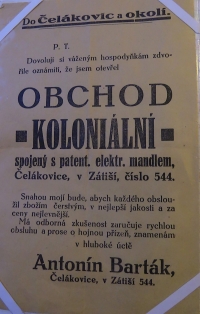 Do Čelákovic a okolí.
P. T.
Dovoluji si váženým hospodyňkám zdvo-
řile oznámiti, že jsem otevřel
OBCHOD
KOLONIÁLNÍ
spojený s patent. elektr. mandlem,
Čelákovice, v Zátiší, číslo 544.
Snahou mojí bude, abych každého obslou-
žil zbožím čerstvým, v nejlepší jakosti a za
ceny nejlevnější.
Má odborná zkušenost zaručuje rychlou
obsluhu a prose o hojnou přízeň, znamenám
v hluboké úctě
Antonín Barták,
Čelákovice, v Zátiší č. 544.